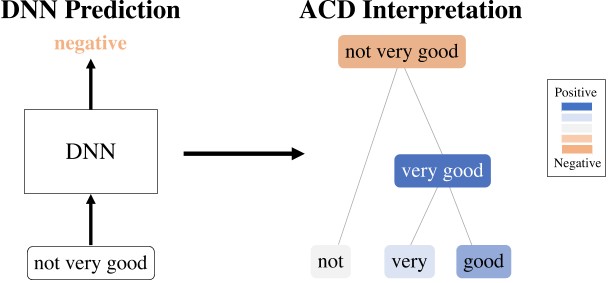 DNN Prediction
negative
DNN
not very good
ACD Interpretation
not very good
very good
not
very
good
Positive
Negative